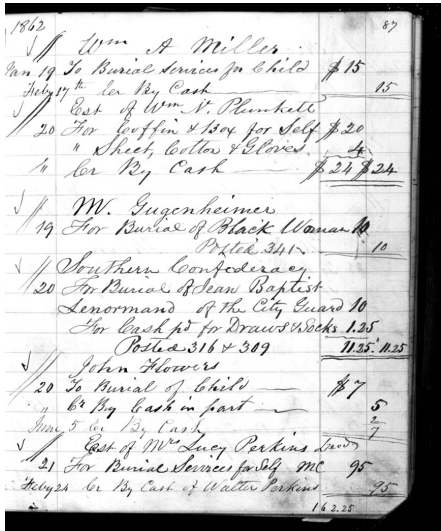 1862 87
// Wm A Miller
Jan 19 To Burial Services for Child $15
Feby 17th Cr By Cash 15
// Est of Wm N. Plunkett
20 For Coffin & Box for Self $20
" Sheet, Cotton & Gloves 4
" Cr By Cash $24 $24
// M. Gugenheimer
19 For Burial of Black Woman 10
Posted 341 10
// Southern Confederacy
20 For Burial of Jean Baptist
Lenormand of the City Guard 10
For Cash pd for Draws & Socks 1.25
Posted 316 & 309 11.25 11.25
// John Flowers
20 To Burial of Child $7
" Cr By Cash in part 5
June 5 Cr By Cash 2
7
// Est of Mrs Lucy Perkins
21 For Burial Services for Self MC 95
Feby 24 Cr By Cash of Walter Perkins 95
162.25